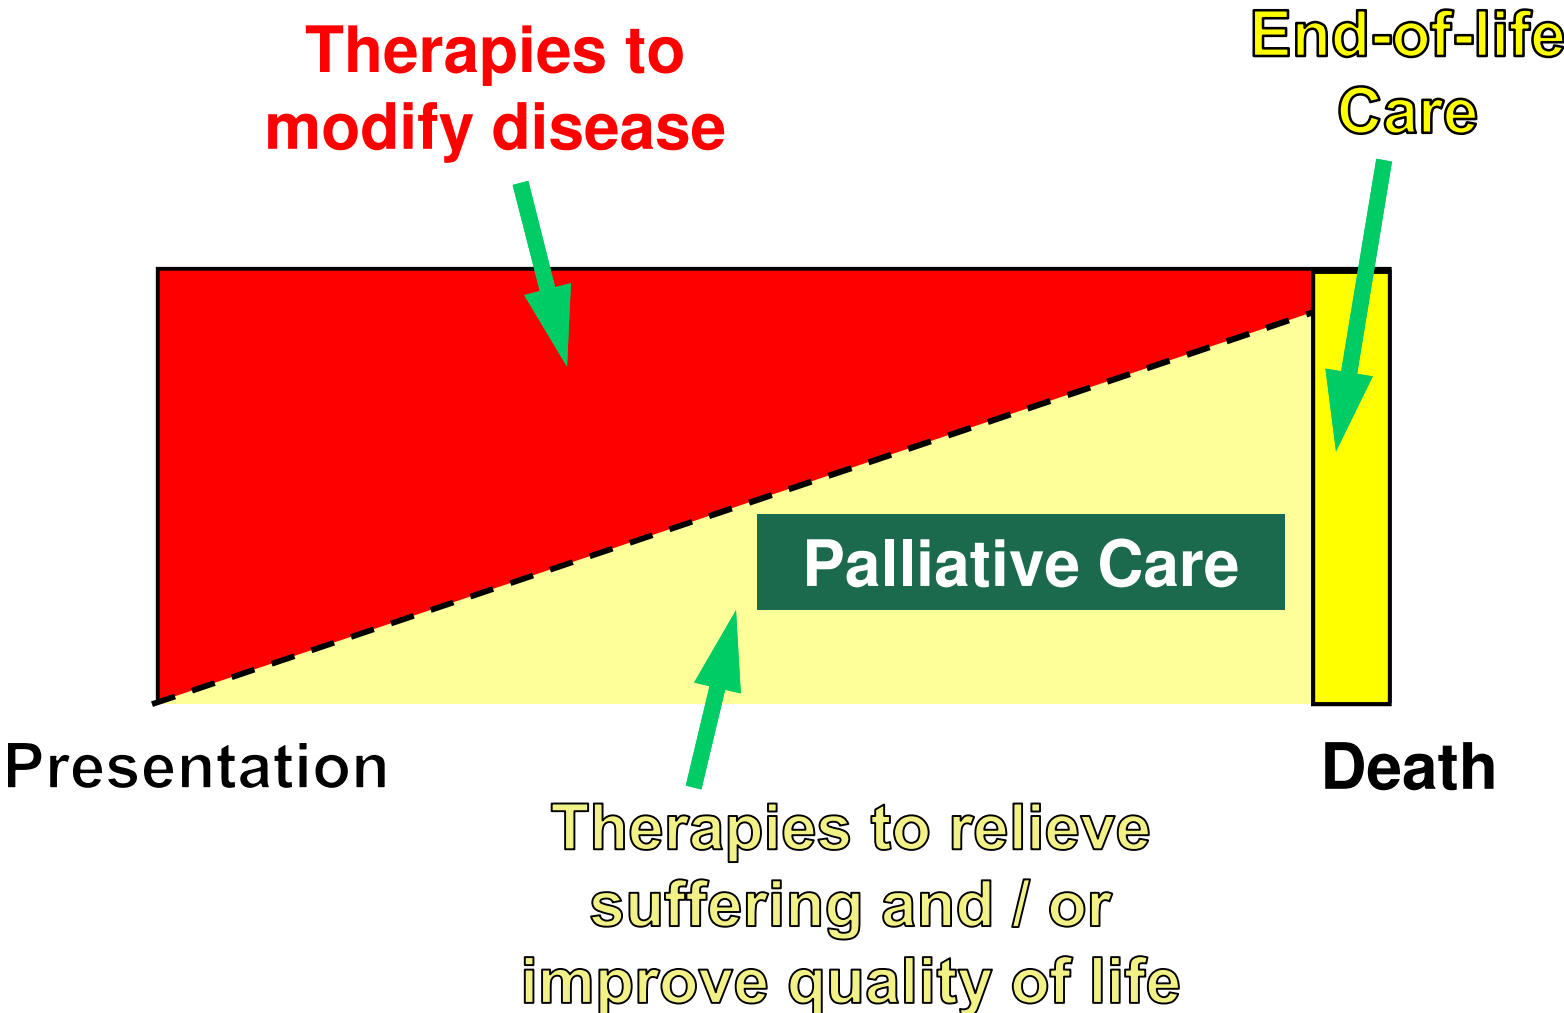 Therapies to
modify disease
End-of-life
Care
Palliative Care
Presentation
Death
Therapies to relieve
suffering and / or
improve quality of life